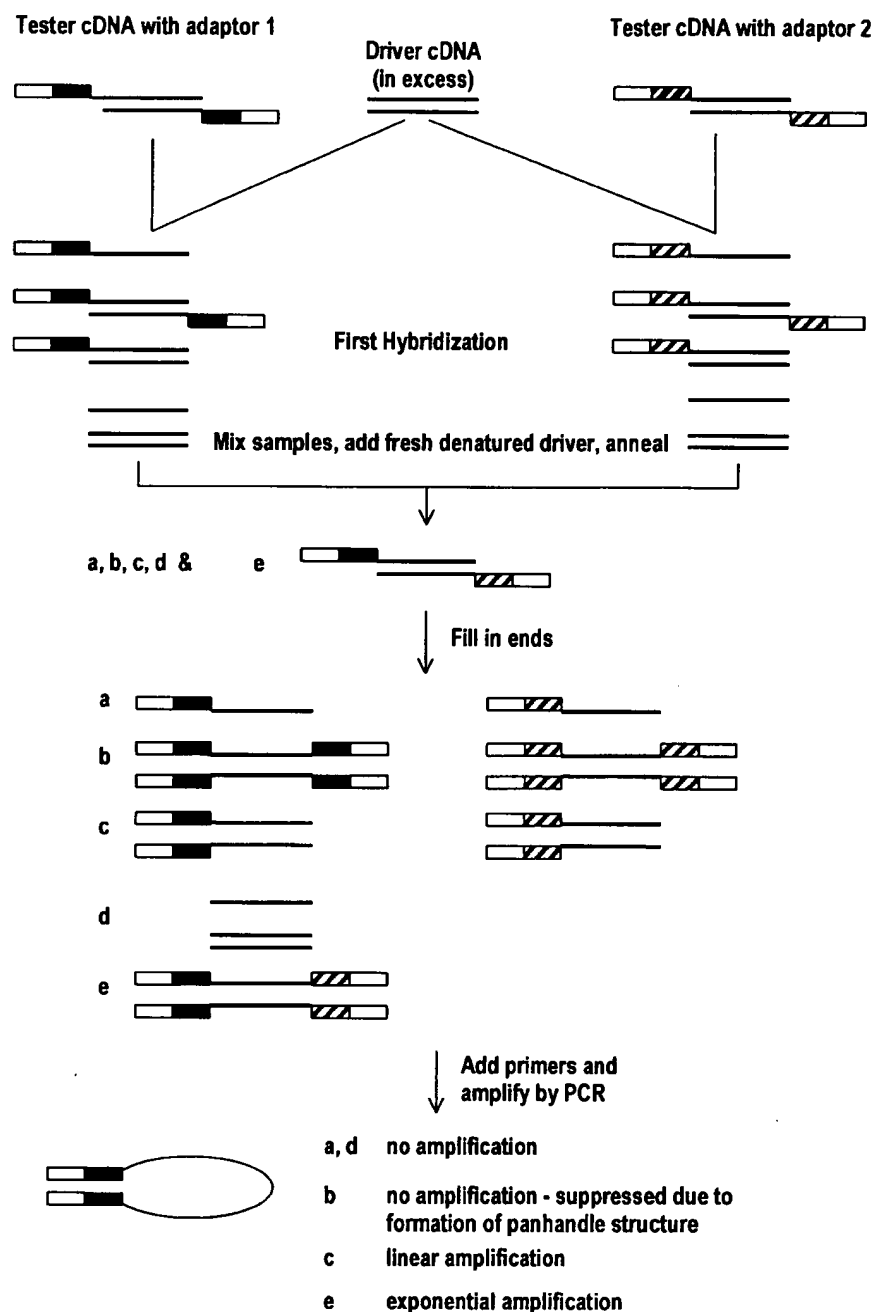 Tester cDNA with adaptor 1
Driver cDNA
(in excess)
Tester cDNA with adaptor 2
First Hybridization
Mix samples, add fresh denatured driver, anneal
a, b, c, d &
e
Fill in ends
a
b
c
d
e
Add primers and
amplify by PCR
a, d no amplification
b no amplification - suppressed due to
formation of panhandle structure
c linear amplification
e exponential amplification